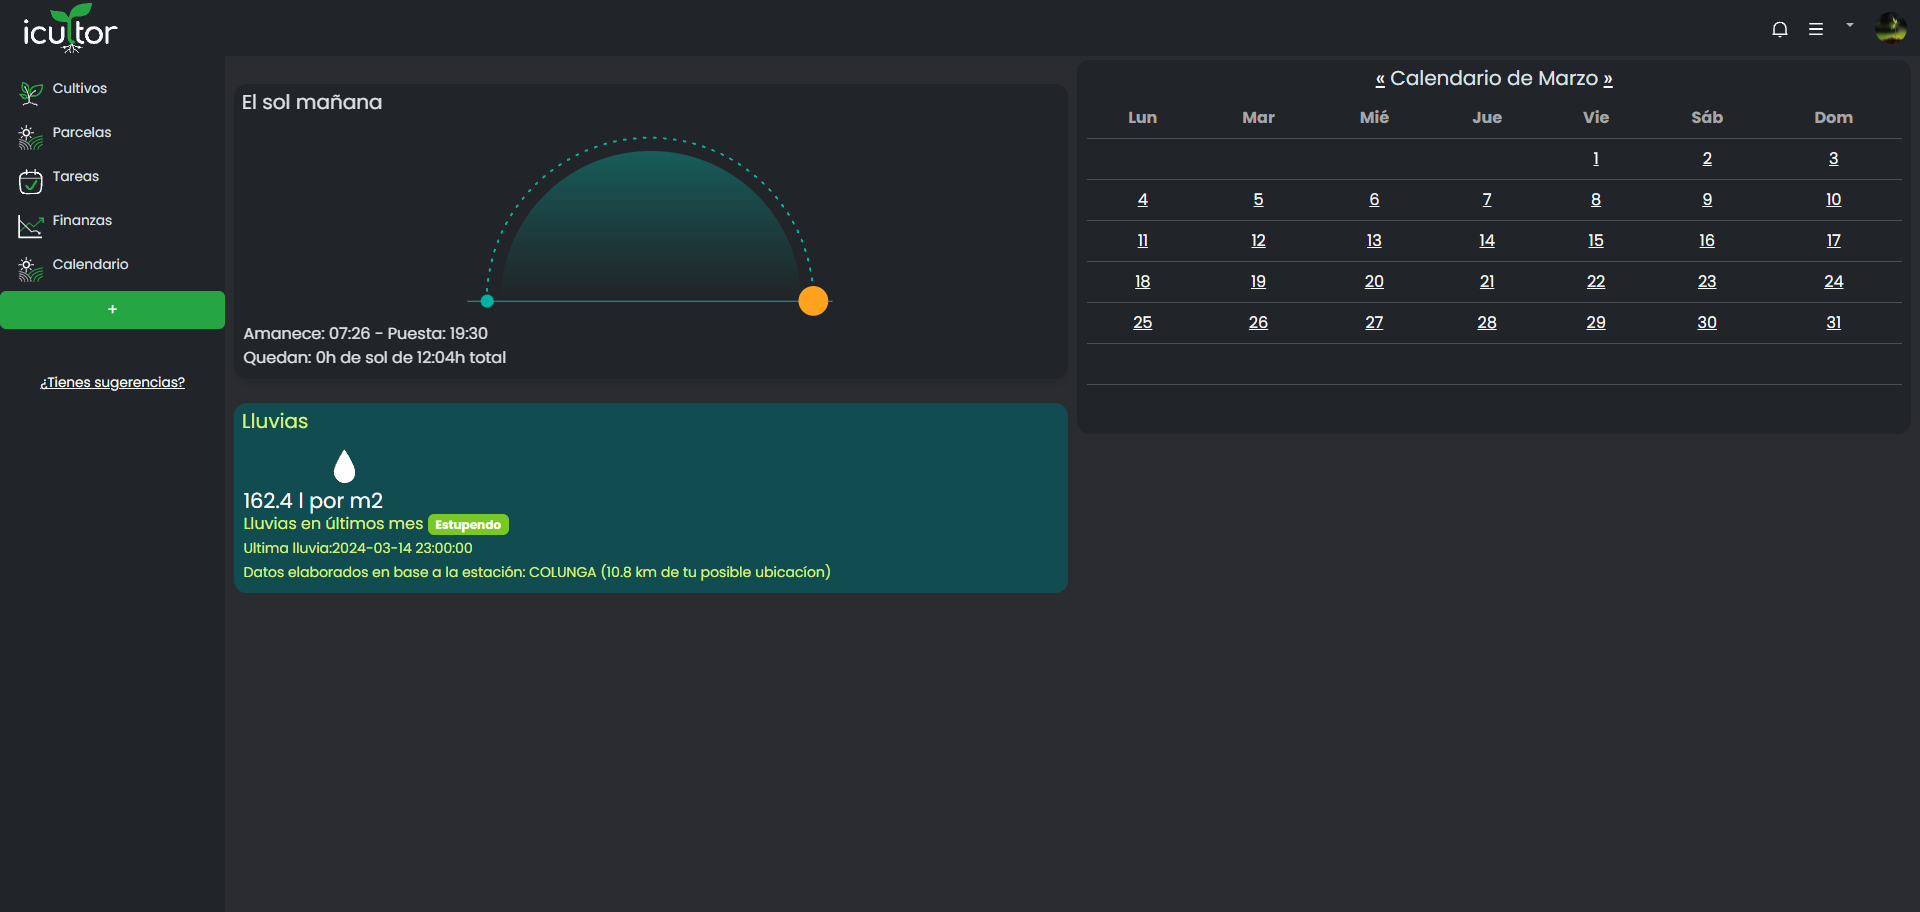 icultor
Cultivos
Parcelas
Tareas
Finanzas
Calendario
+
¿Tienes sugerencias?
El sol mañana
Amanece: 07:26 - Puesta: 19:30
Quedan: 0h de sol de 12:04h total
Lluvias
162.4 l por m2
Lluvias en últimos mes Estupendo
Ultima lluvia:2024-03-14 23:00:00
Datos elaborados en base a la estación: COLUNGA (10.8 km de tu posible ubicacíon)
« Calendario de Marzo »
Lun Mar Mié Jue Vie Sáb Dom
1 2 3
4 5 6 7 8 9 10
11 12 13 14 15 16 17
18 19 20 21 22 23 24
25 26 27 28 29 30 31